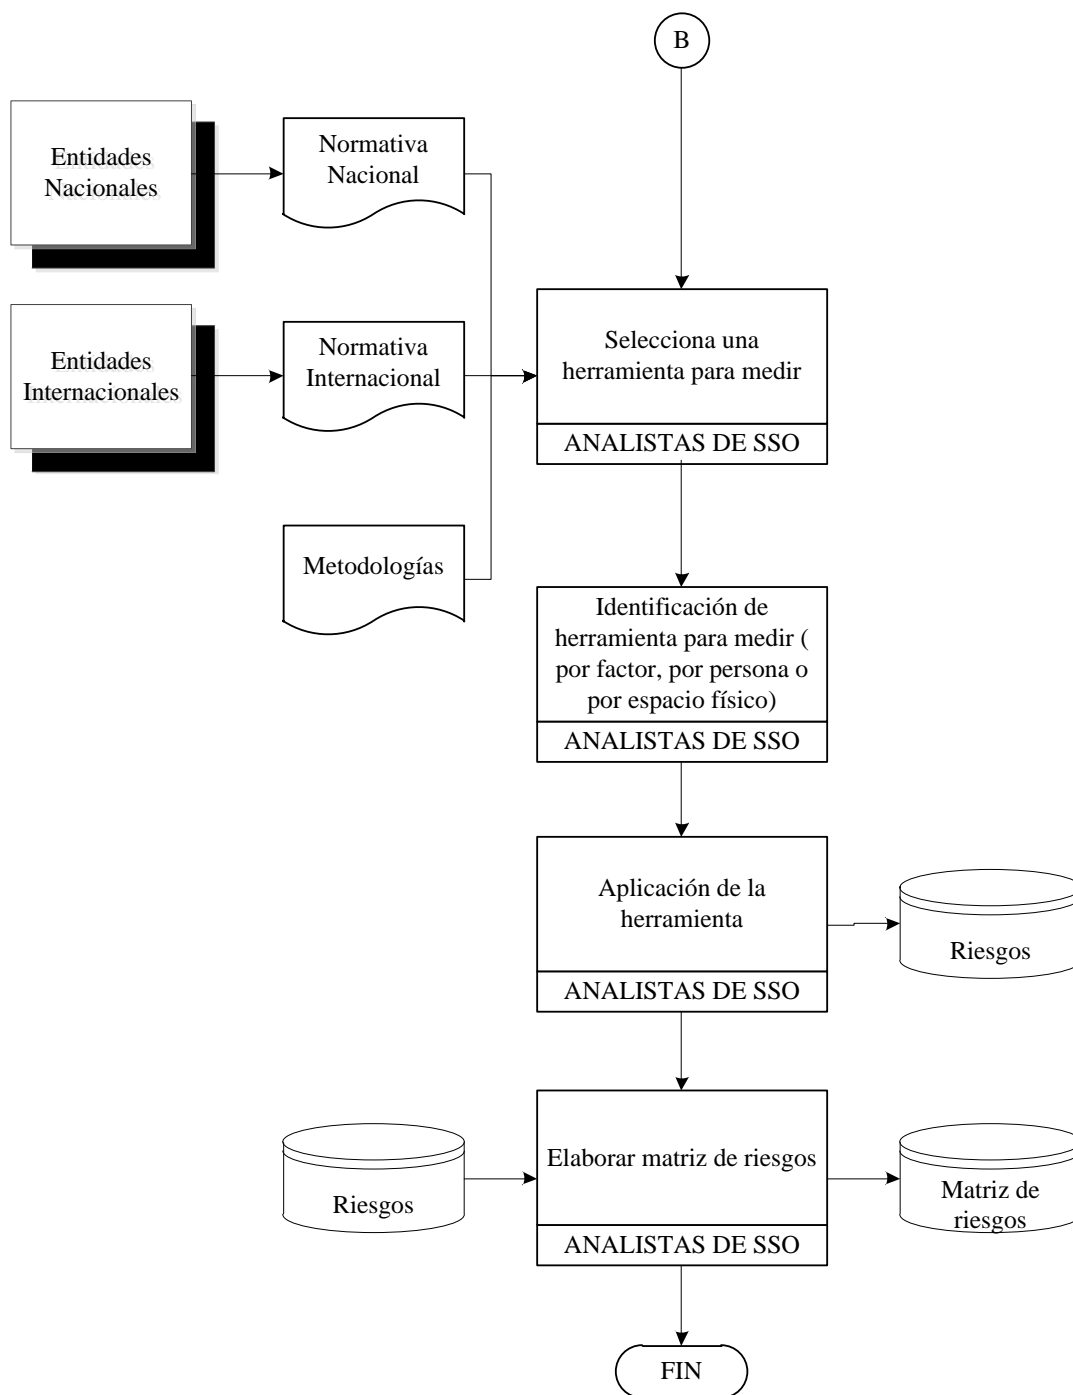 B
Entidades
Nacionales
Normativa
Nacional
Entidades
Internacionales
Normativa
Internacional
Selecciona una
herramienta para medir
ANALISTAS DE SSO
Metodologías
Identificación de
herramienta para medir (
por factor, por persona o
por espacio físico)
ANALISTAS DE SSO
Aplicación de la
herramienta
ANALISTAS DE SSO
Riesgos
Riesgos
Elaborar matriz de riesgos
ANALISTAS DE SSO
Matriz de
riesgos
FIN